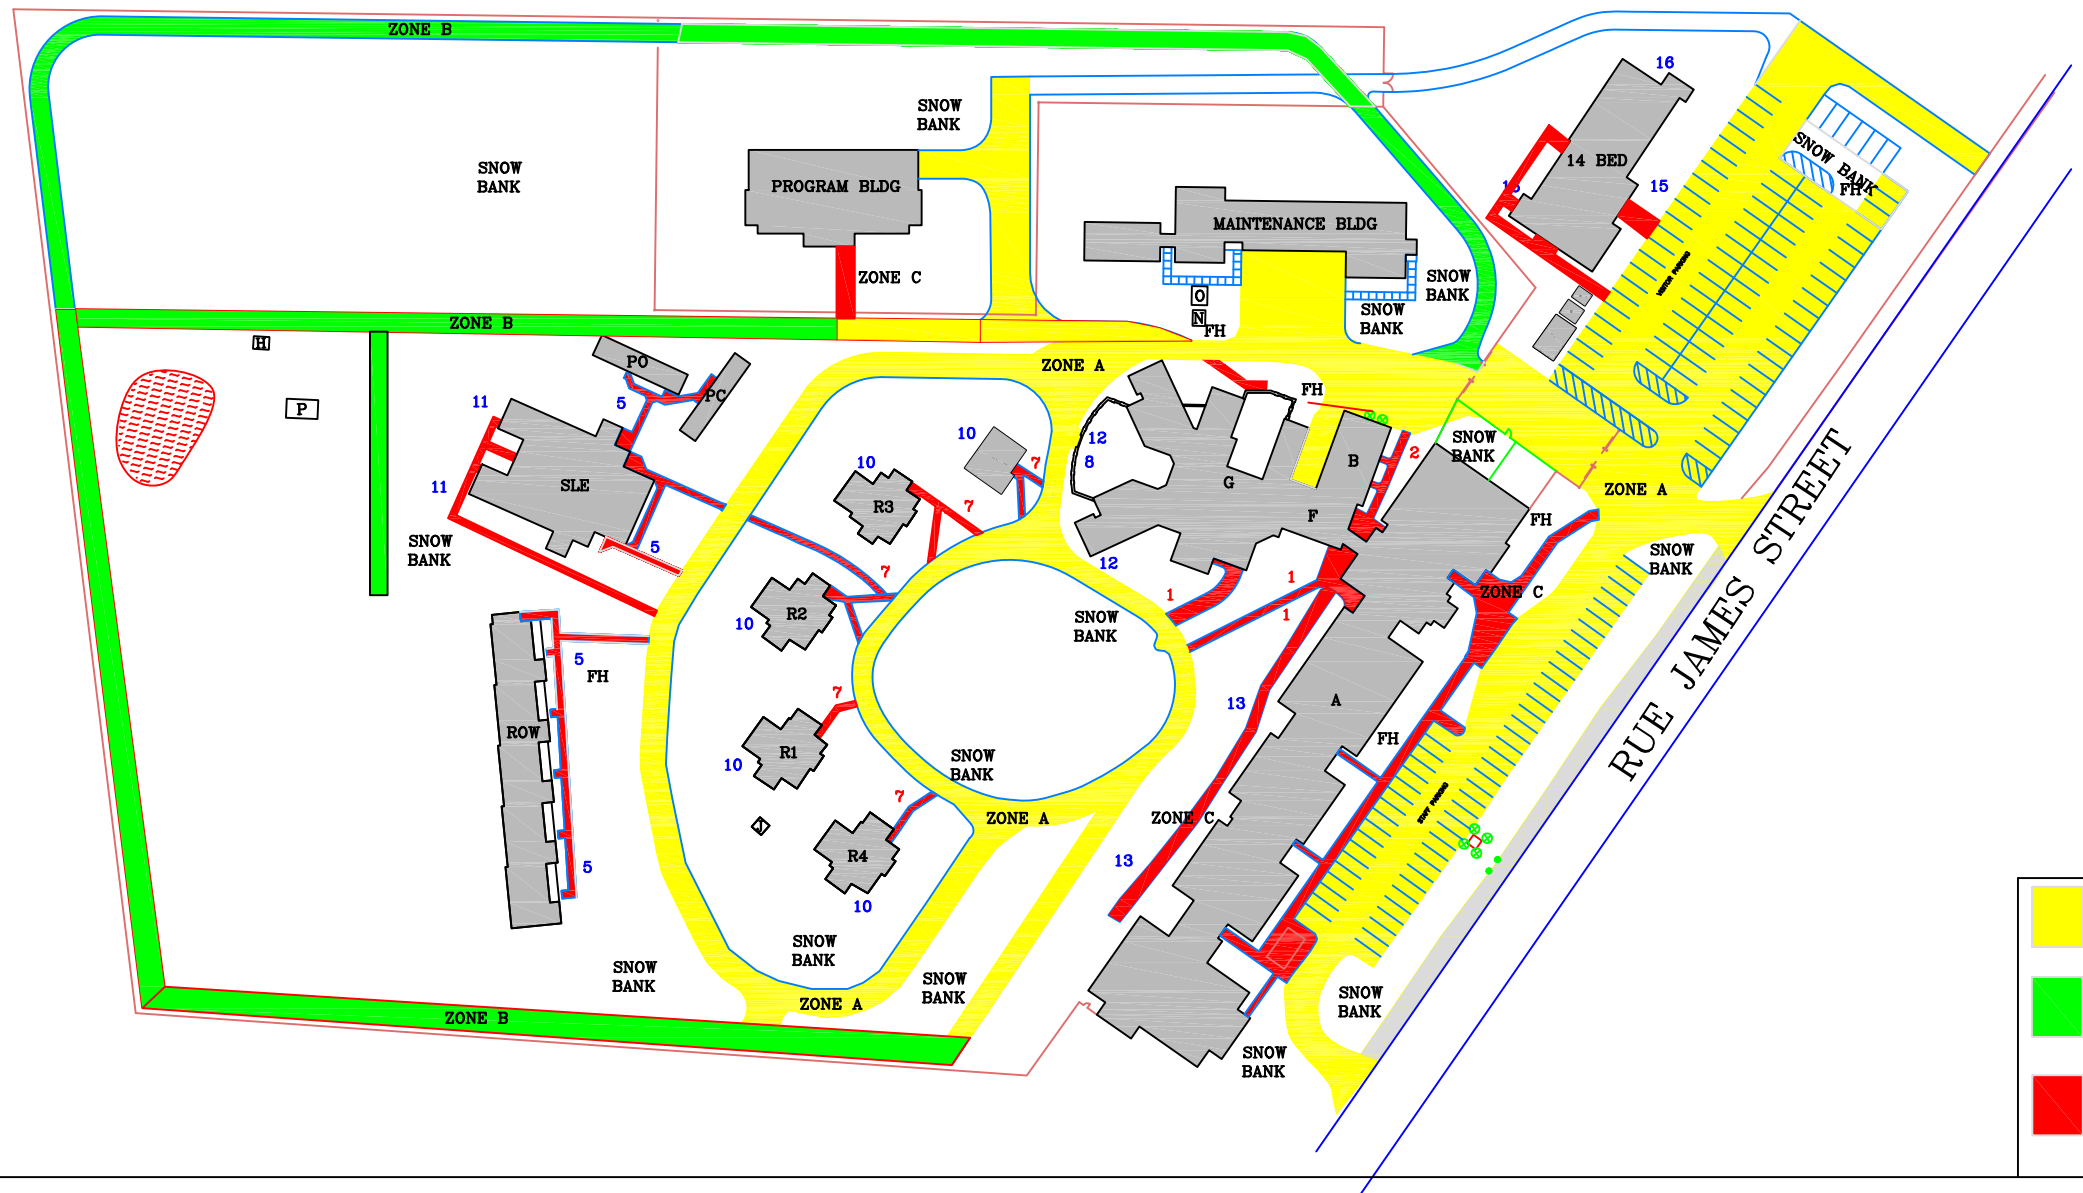 ZONE B
16
SNOW
BANK
SNOW BANK
FH
14 BED
15
SNOW
BANK
PROGRAM BLDG
MAINTENANCE BLDG
VISITOR PARKING
ZONE C
SNOW
BANK
O
N
SNOW
BANK
FH
ZONE B
H
PO
ZONE A
PC
FH
P
11
5
SNOW
BANK
12
8
10
7
B
2
10
11
SLE
G
ZONE A
R3
7
F
FH
SNOW
BANK
5
SNOW
BANK
12
7
1
1
1
ZONE C
R2
10
SNOW
BANK
5
FH
7
A
13
ROW
R1
10
SNOW
BANK
FH
RUE JAMES STREET
STAFF PARKING
7
J
ZONE A
ZONE C
R4
5
13
10
SNOW
BANK
SNOW
BANK
SNOW
BANK
ZONE A
SNOW
BANK
ZONE B
SNOW
BANK